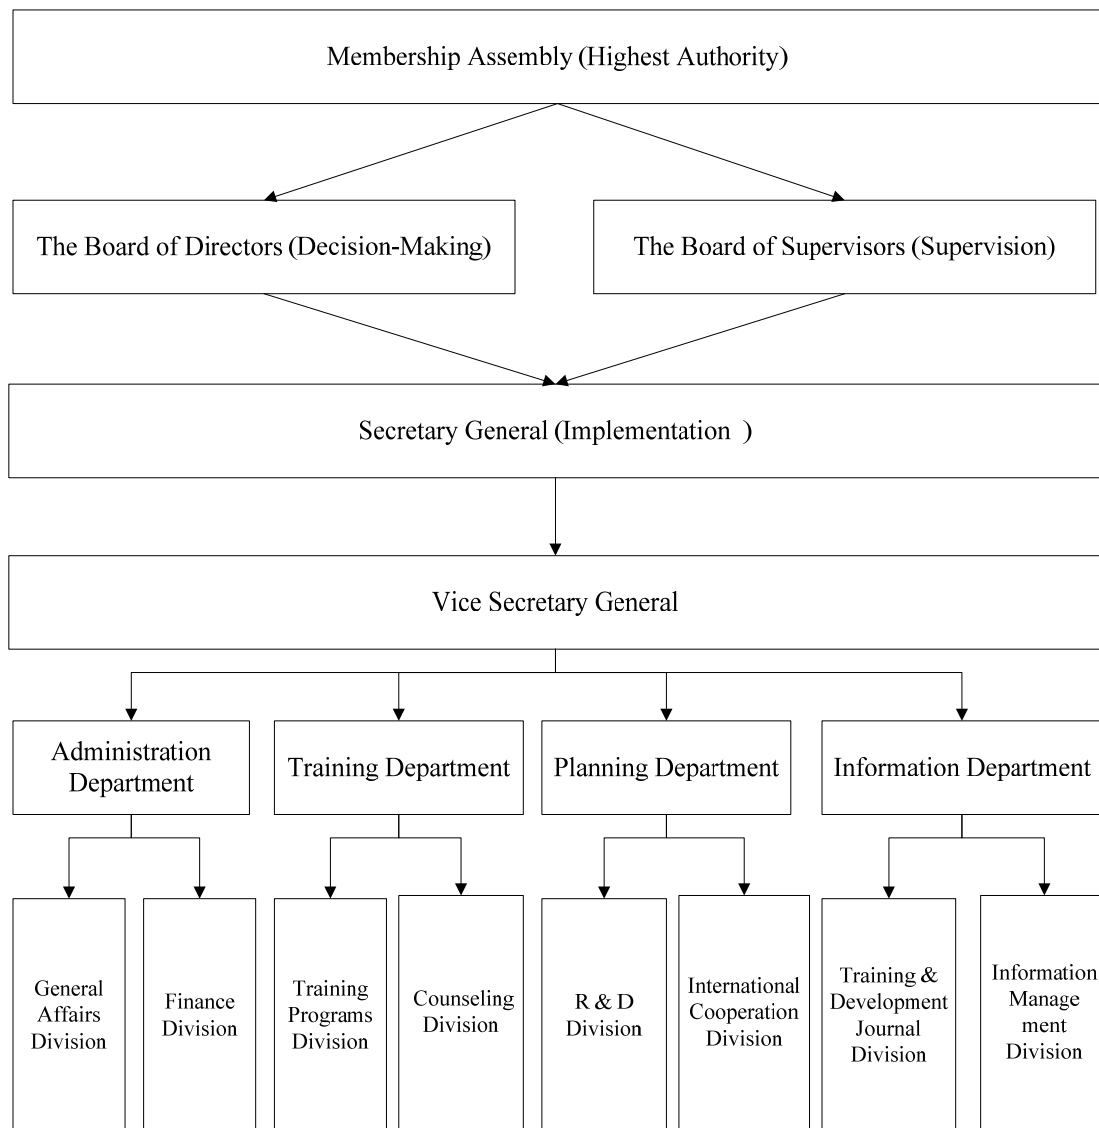 Membership Assembly (Highest Authority)
The Board of Directors (Decision-Making)
The Board of Supervisors (Supervision)
Secretary General (Implementation )
Vice Secretary General
Administration
Department
Training Department
Planning Department
Information Department
General
Affairs
Division
Finance
Division
Training
Programs
Division
Counseling
Division
R & D
Division
International
Cooperation
Division
Training &
Development
Journal
Division
Information
Manage
ment
Division